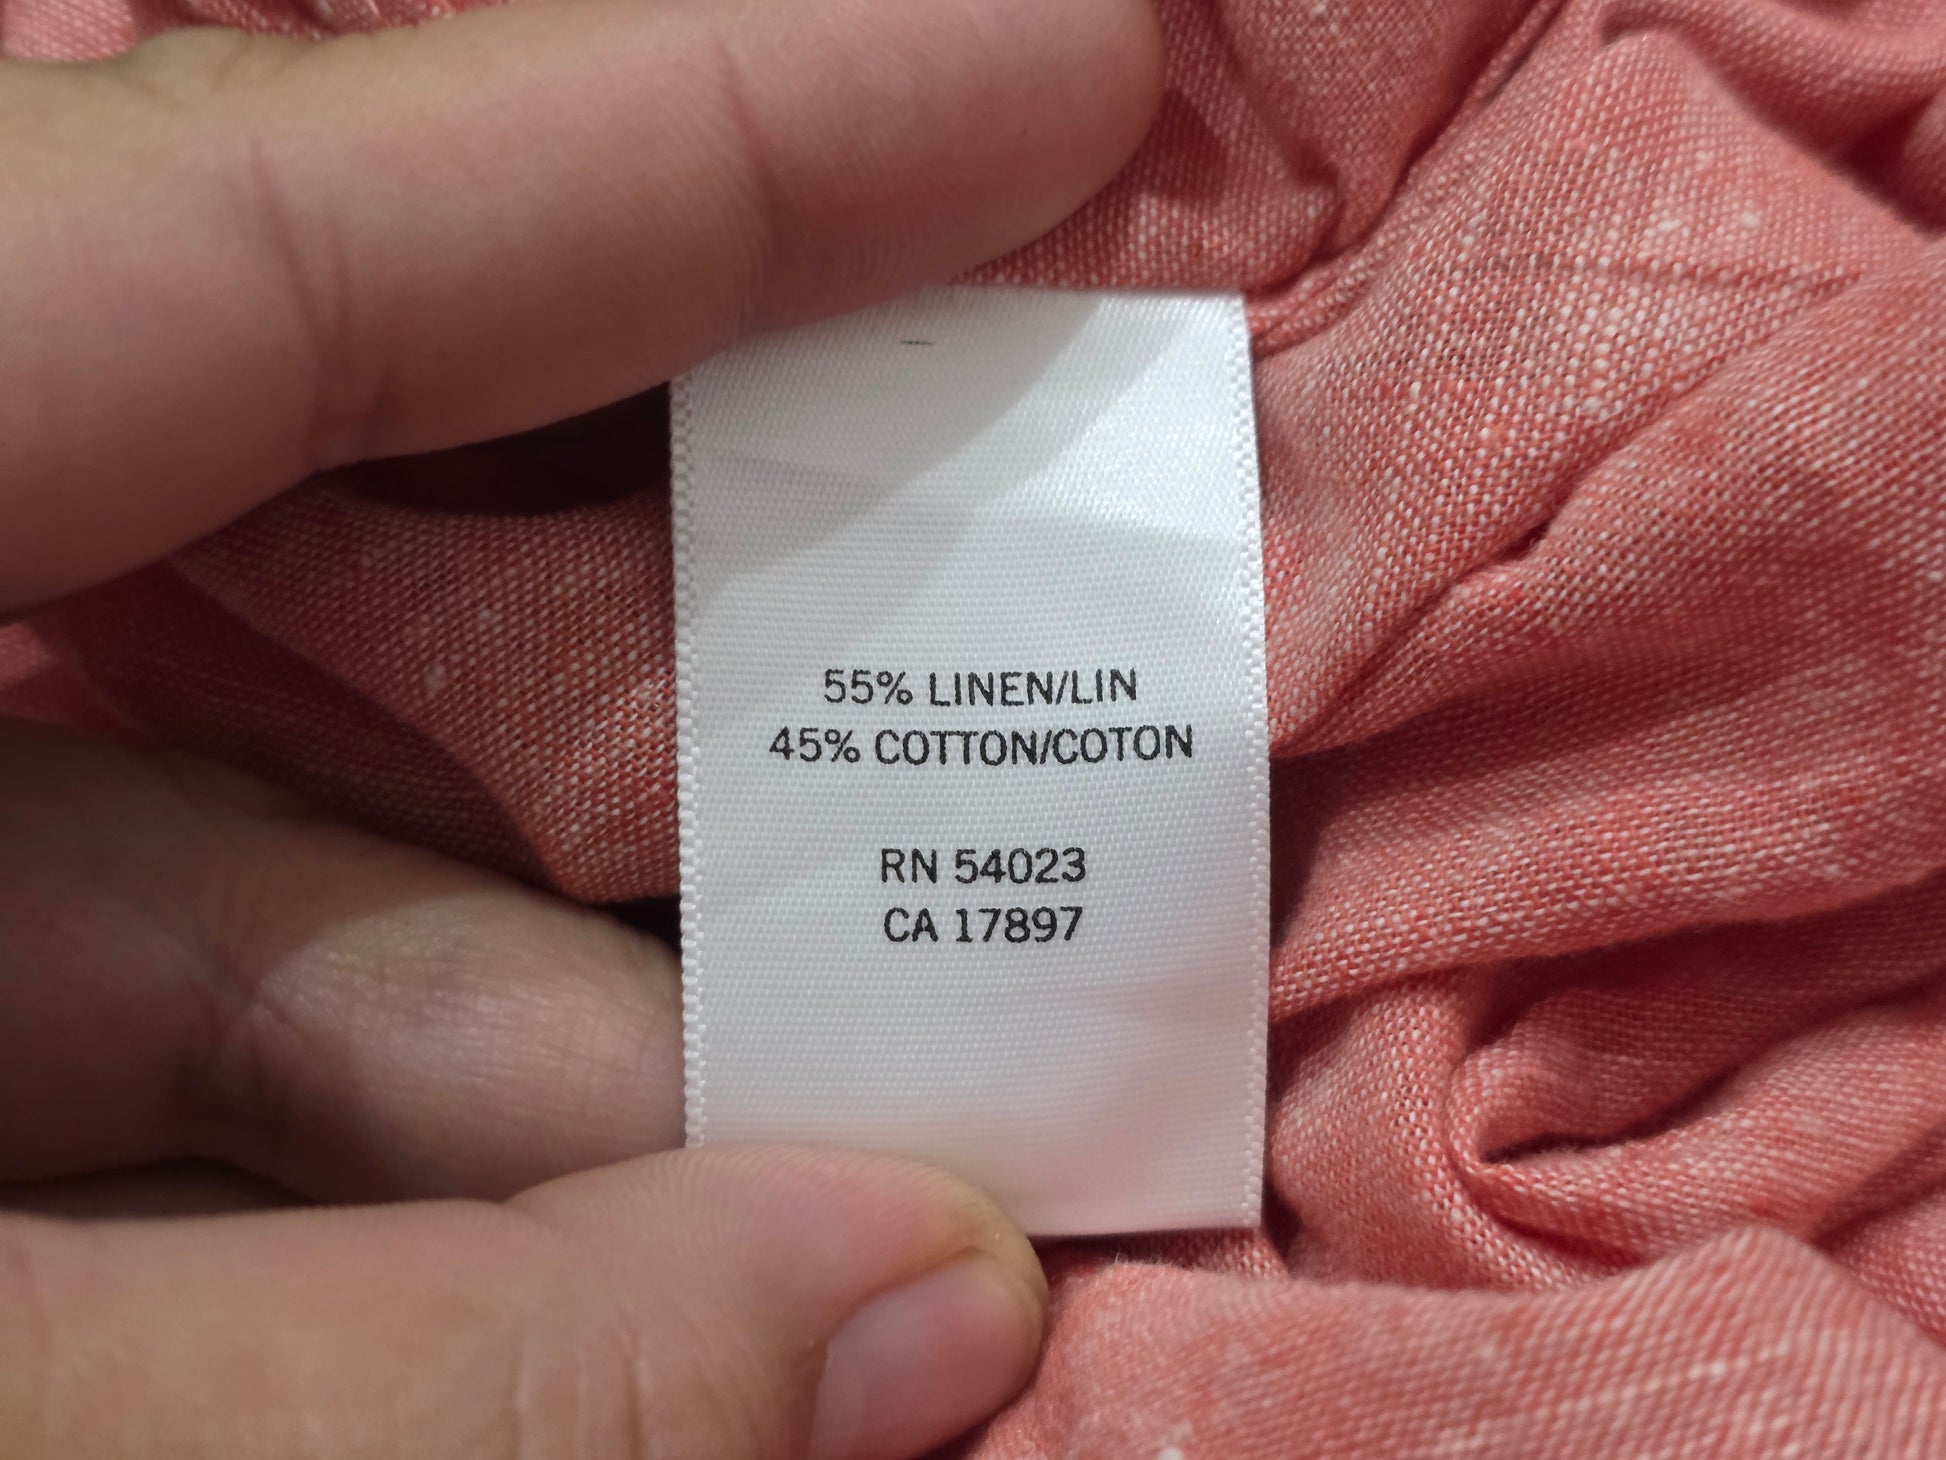 55% LINEN/LIN
45% COTTON/COTON
RN 54023
CA 17897